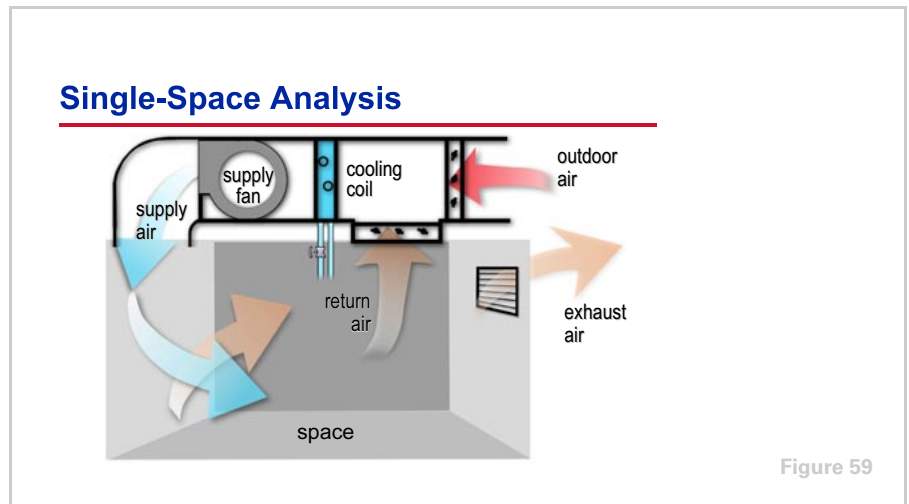 Single-Space Analysis
outdoor
air
cooling
coil
supply
fan
supply
air
return
air
exhaust
air
space
Figure 59